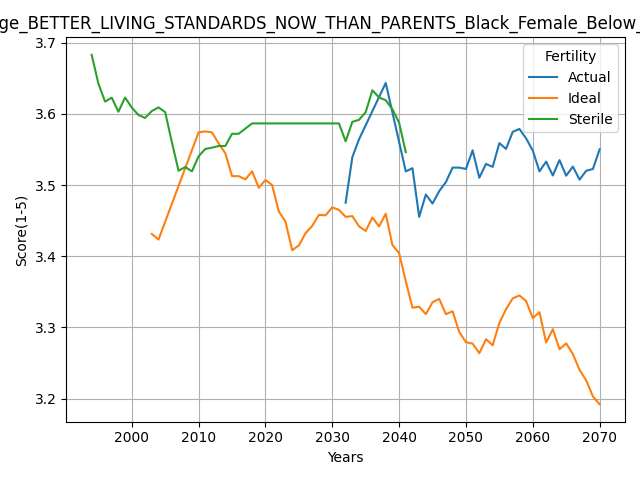 ge_BETTER_LIVING_STANDARDS_NOW_THAN_PARENTS_Black_Female_Below_
3.7
3.6
3.5
3.4
3.3
3.2
Score(1-5)
Fertility
Actual
Ideal
Sterile
2000 2010 2020 2030 2040 2050 2060 2070
Years